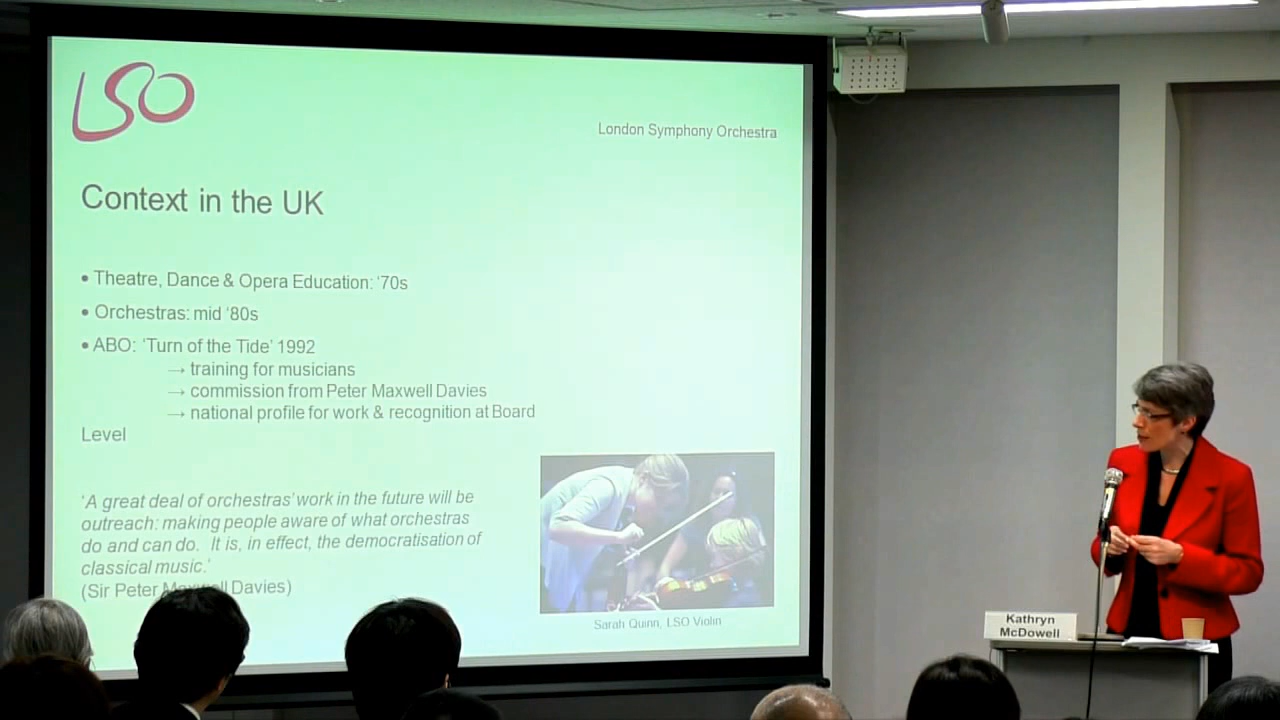 LSO
London Symphony Orchestra
Context in the UK
• Theatre, Dance & Opera Education: ‘70s
• Orchestras: mid ‘80s
• ABO: ‘Turn of the Tide’ 1992
→ training for musicians
→ commission from Peter Maxwell Davies
→ national profile for work & recognition at Board
Level
‘A great deal of orchestras’ work in the future will be
outreach: making people aware of what orchestras
do and can do. It is, in effect, the democratisation of
classical music.’
(Sir Peter Maxwell Davies)
Sarah Quinn, LSO Violin
Kathryn
McDowell